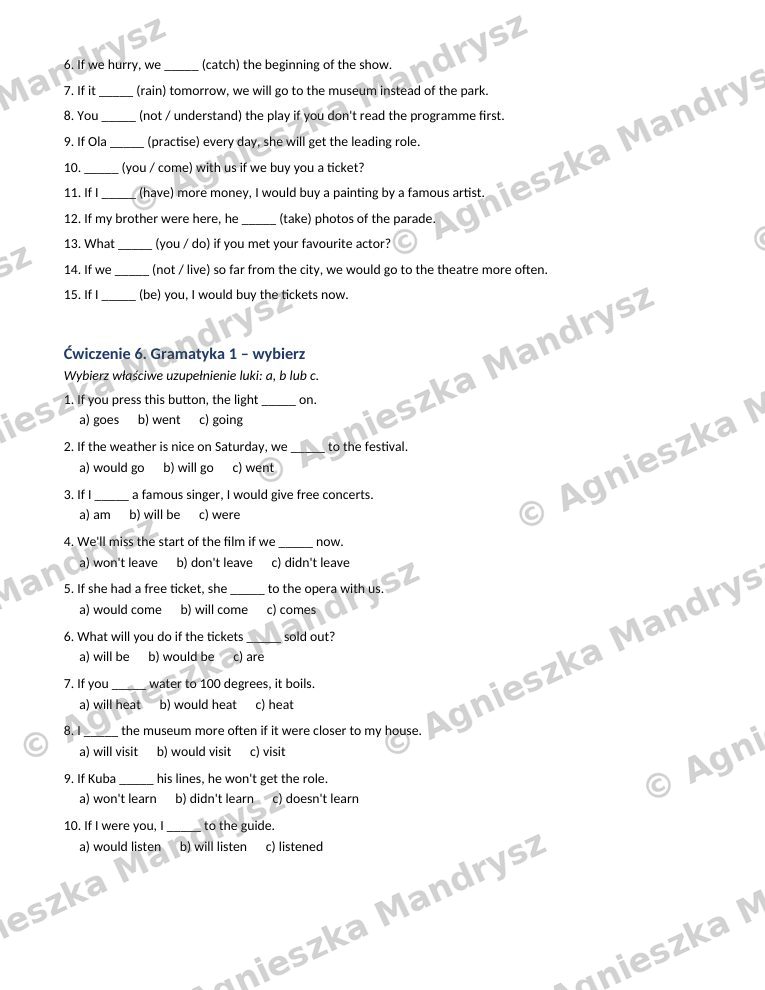 6. If we hurry, we _____ (catch) the beginning of the show.
7. If it _____ (rain) tomorrow, we will go to the museum instead of the park.
8. You _____ (not / understand) the play if you don't read the programme first.
9. If Ola _____ (practise) every day, she will get the leading role.
10. _____ (you / come) with us if we buy you a ticket?
11. If I _____ (have) more money, I would buy a painting by a famous artist.
12. If my brother were here, he _____ (take) photos of the parade.
13. What _____ (you / do) if you met your favourite actor?
14. If we _____ (not / live) so far from the city, we would go to the theatre more often.
15. If I _____ (be) you, I would buy the tickets now.
Ćwiczenie 6. Gramatyka 1 – wybierz
Wybierz właściwe uzupełnienie luki: a, b lub c.
1. If you press this button, the light _____ on.
a) goes b) went c) going
2. If the weather is nice on Saturday, we _____ to the festival.
a) would go b) will go c) went
3. If I _____ a famous singer, I would give free concerts.
a) am b) will be c) were
4. We'll miss the start of the film if we _____ now.
a) won't leave b) don't leave c) didn't leave
5. If she had a free ticket, she _____ to the opera with us.
a) would come b) will come c) comes
6. What will you do if the tickets _____ sold out?
a) will be b) would be c) are
7. If you _____ water to 100 degrees, it boils.
a) will heat b) would heat c) heat
8. I _____ the museum more often if it were closer to my house.
a) will visit b) would visit c) visit
9. If Kuba _____ his lines, he won't get the role.
a) won't learn b) didn't learn c) doesn't learn
10. If I were you, I _____ to the guide.
a) would listen b) will listen c) listened
© Agnieszka Mandrysz